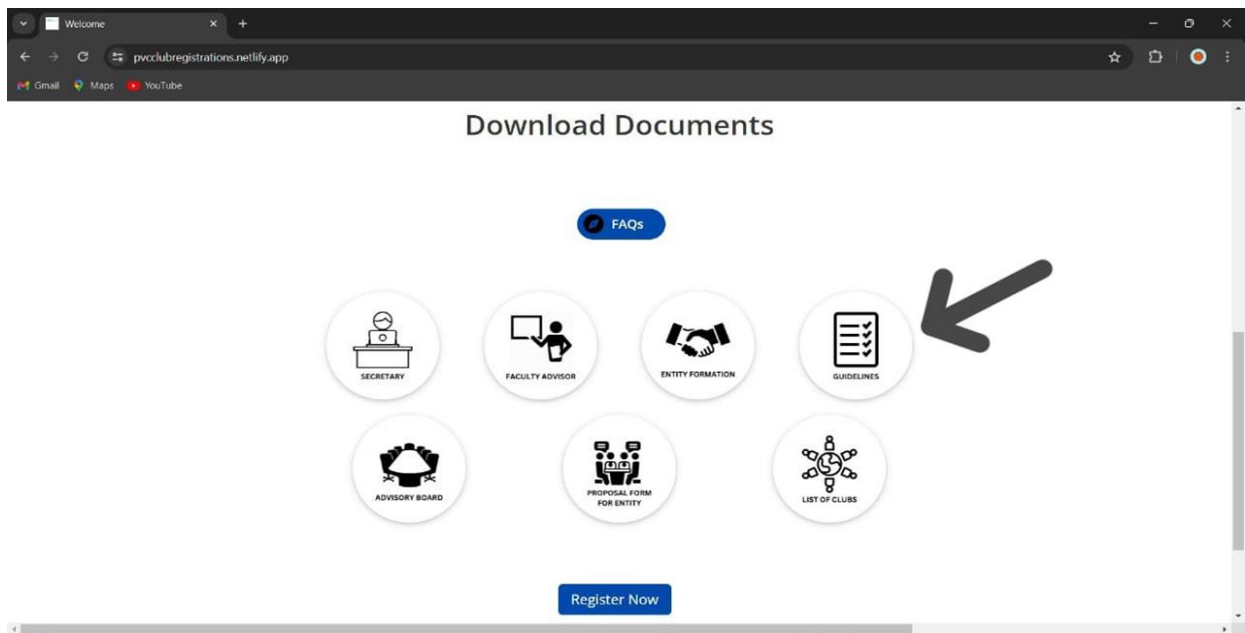 Welcome
pvcclubregistrations.netlify.app
Gmail Maps YouTube
Download Documents
FAQs
SECRETARY
FACULTY ADVISOR
ENTITY FORMATION
GUIDELINES
ADVISORY BOARD
PROPOSAL FORM
FOR ENTITY
LIST OF CLUBS
Register Now